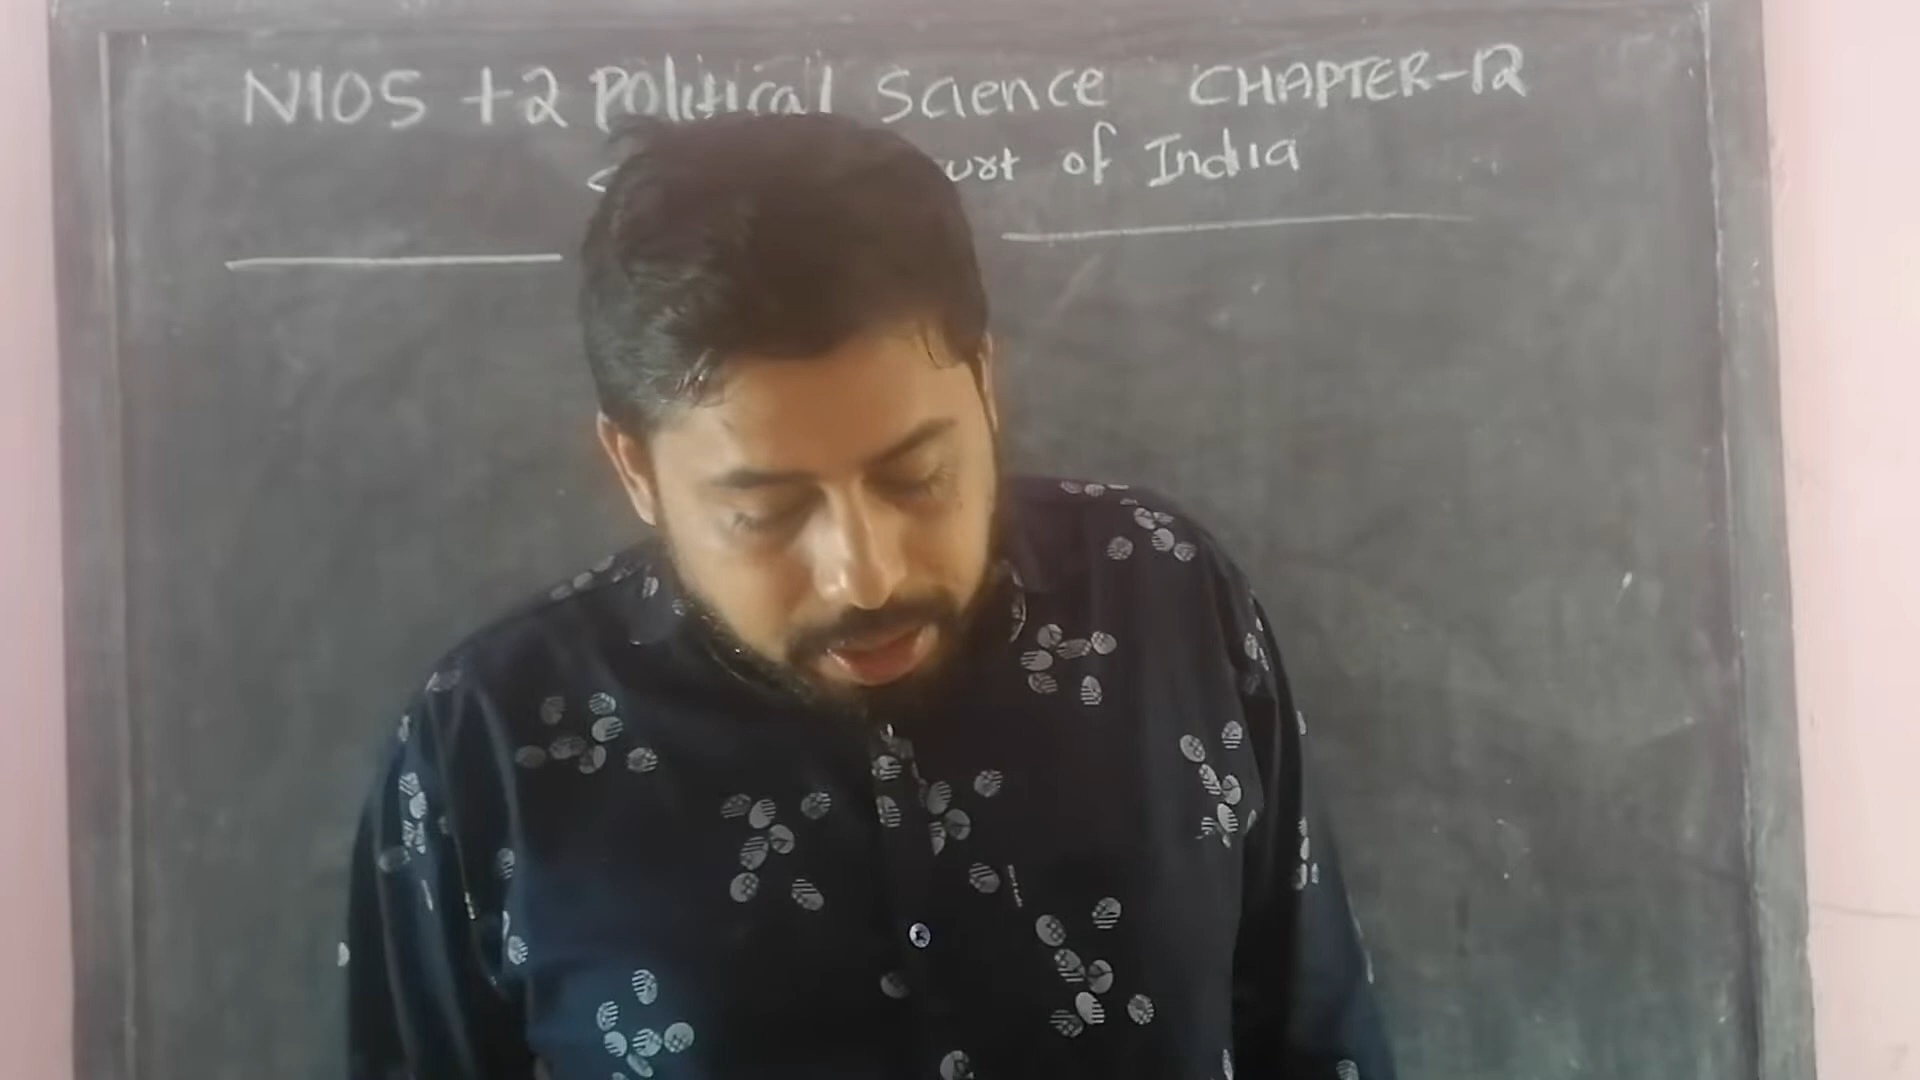 NIOS +2 Political Science CHAPTER-12
of India